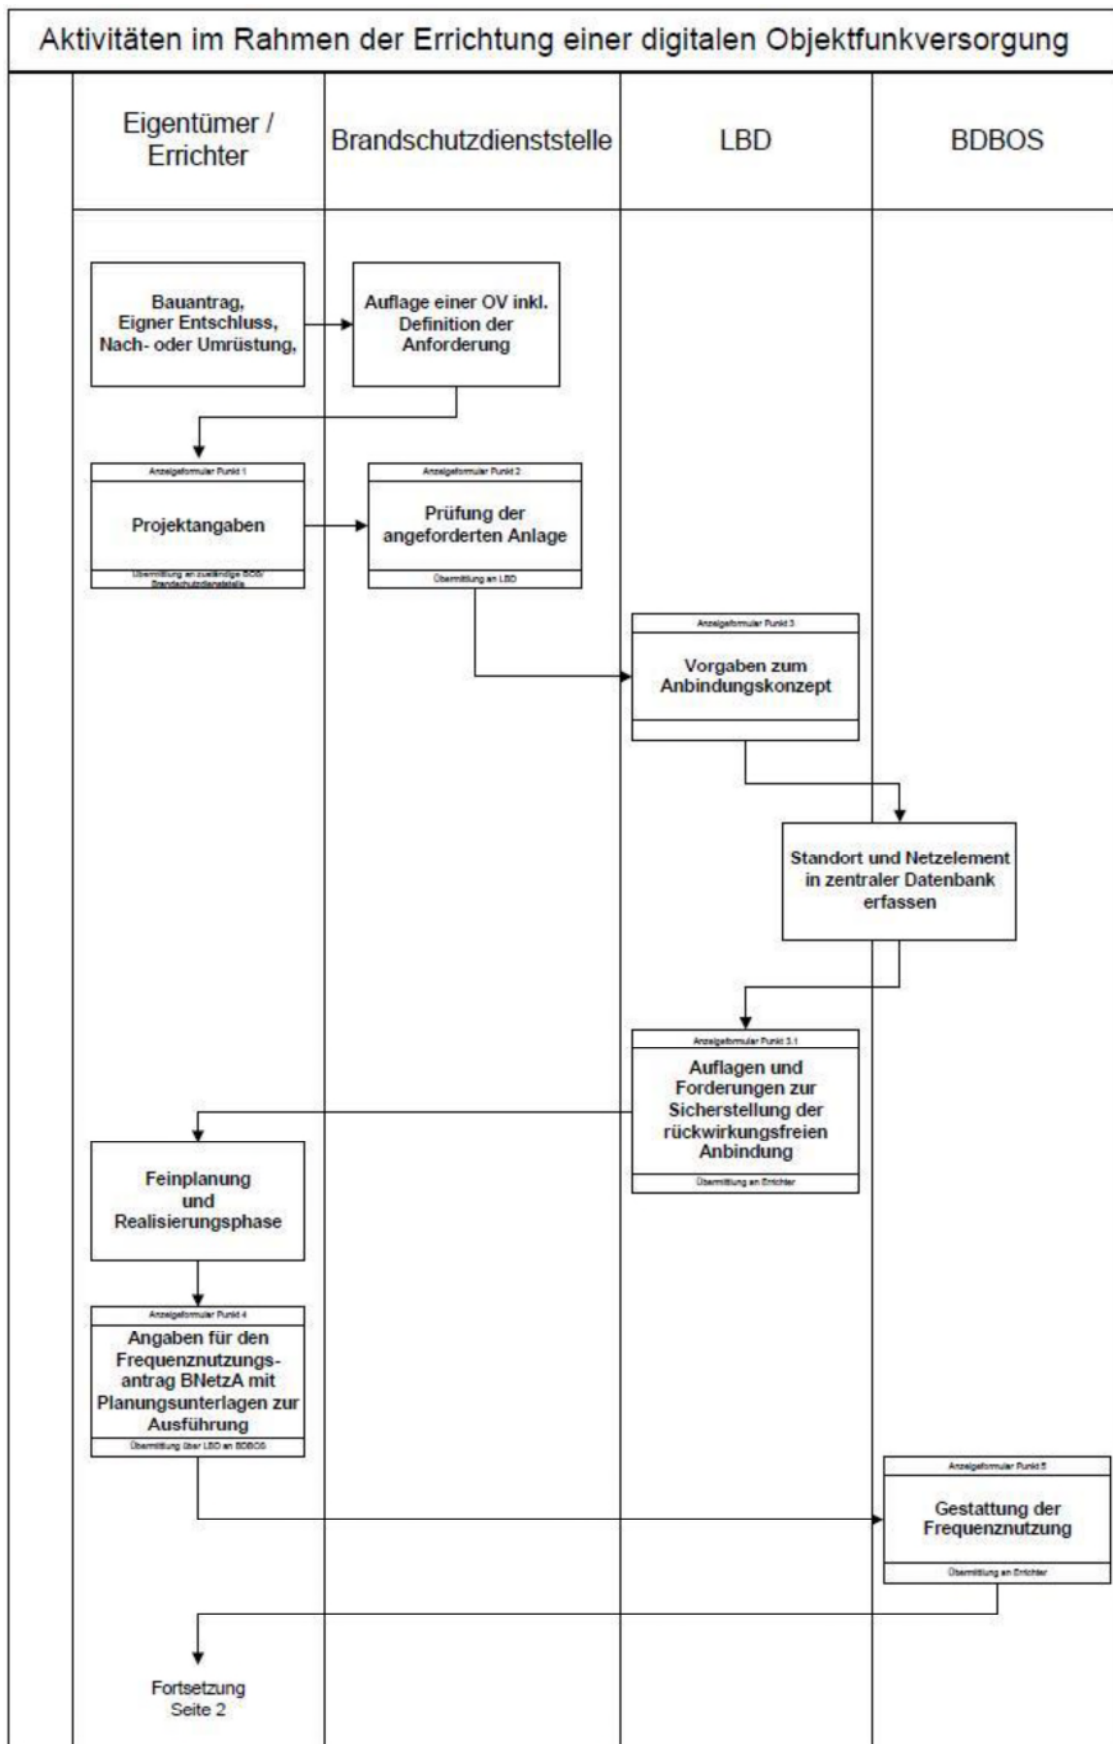 Aktivitäten im Rahmen der Errichtung einer digitalen Objektfunkversorgung
Eigentümer /
Errichter
Brandschutzdienststelle
LBD
BDBOS
Bauantrag,
Eigner Entschluss,
Nach- oder Umrüstung,
Auflage einer OV inkl.
Definition der
Anforderung
Anzeigeformular Punkt 1
Projektangaben
Übermittlung an zuständige BOS/
Brandschutzdienststelle
Anzeigeformular Punkt 2
Prüfung der
angeforderten Anlage
Übermittlung an LBD
Anzeigeformular Punkt 3
Vorgaben zum
Anbindungskonzept
Standort und Netzelement
in zentraler Datenbank
erfassen
Anzeigeformular Punkt 3.1
Auflagen und
Forderungen zur
Sicherstellung der
rückwirkungsfreien
Anbindung
Übermittlung an Errichter
Feinplanung
und
Realisierungsphase
Anzeigeformular Punkt 4
Angaben für den
Frequenznutzungs-
antrag BNetzA mit
Planungsunterlagen zur
Ausführung
Übermittlung über LBD an BDBOS
Anzeigeformular Punkt 5
Gestattung der
Frequenznutzung
Übermittlung an Errichter
Fortsetzung
Seite 2